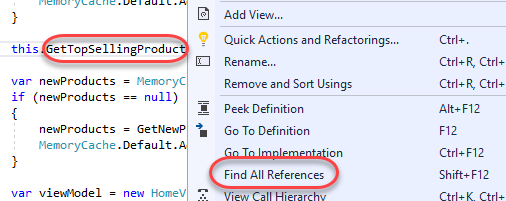 MemoryCache.Default.A
}
this.GetTopSellingProduct
var newProducts = MemoryC
if (newProducts == null)
{
newProducts = GetNewP
MemoryCache.Default.A
}
var viewModel = new HomeV
Add View...
Quick Actions and Refactorings... Ctrl+.
Rename... Ctrl+R, Ctrl+
Remove and Sort Usings Ctrl+R, Ctrl+
Peek Definition Alt+F12
Go To Definition F12
Go To Implementation Ctrl+F12
Find All References Shift+F12
View Call Hierarchy Ctrl+K, Ctrl+